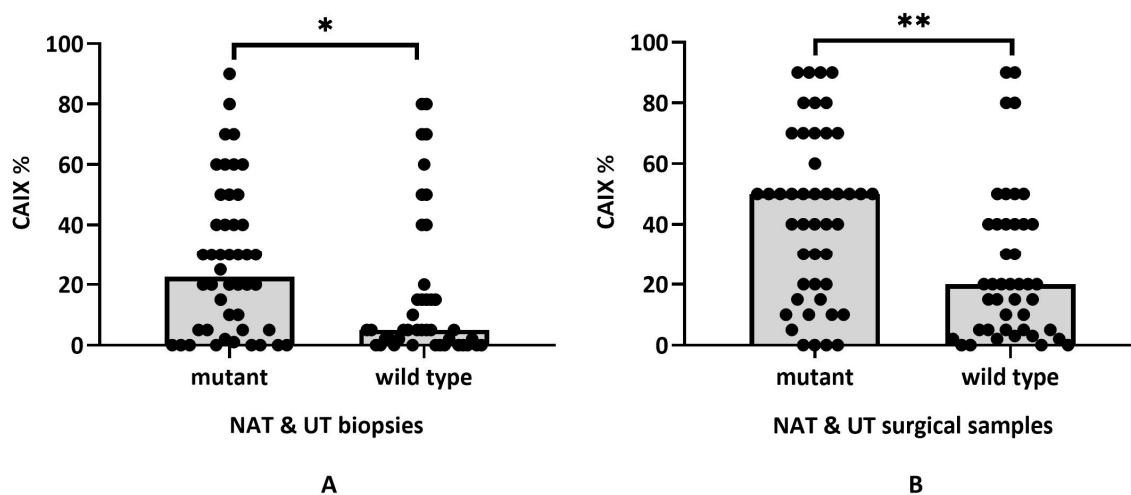 *
100
80
60
40
20
0
CAIX %
mutant
wild type
NAT & UT biopsies
A
**
100
80
60
40
20
0
CAIX %
mutant
wild type
NAT & UT surgical samples
B